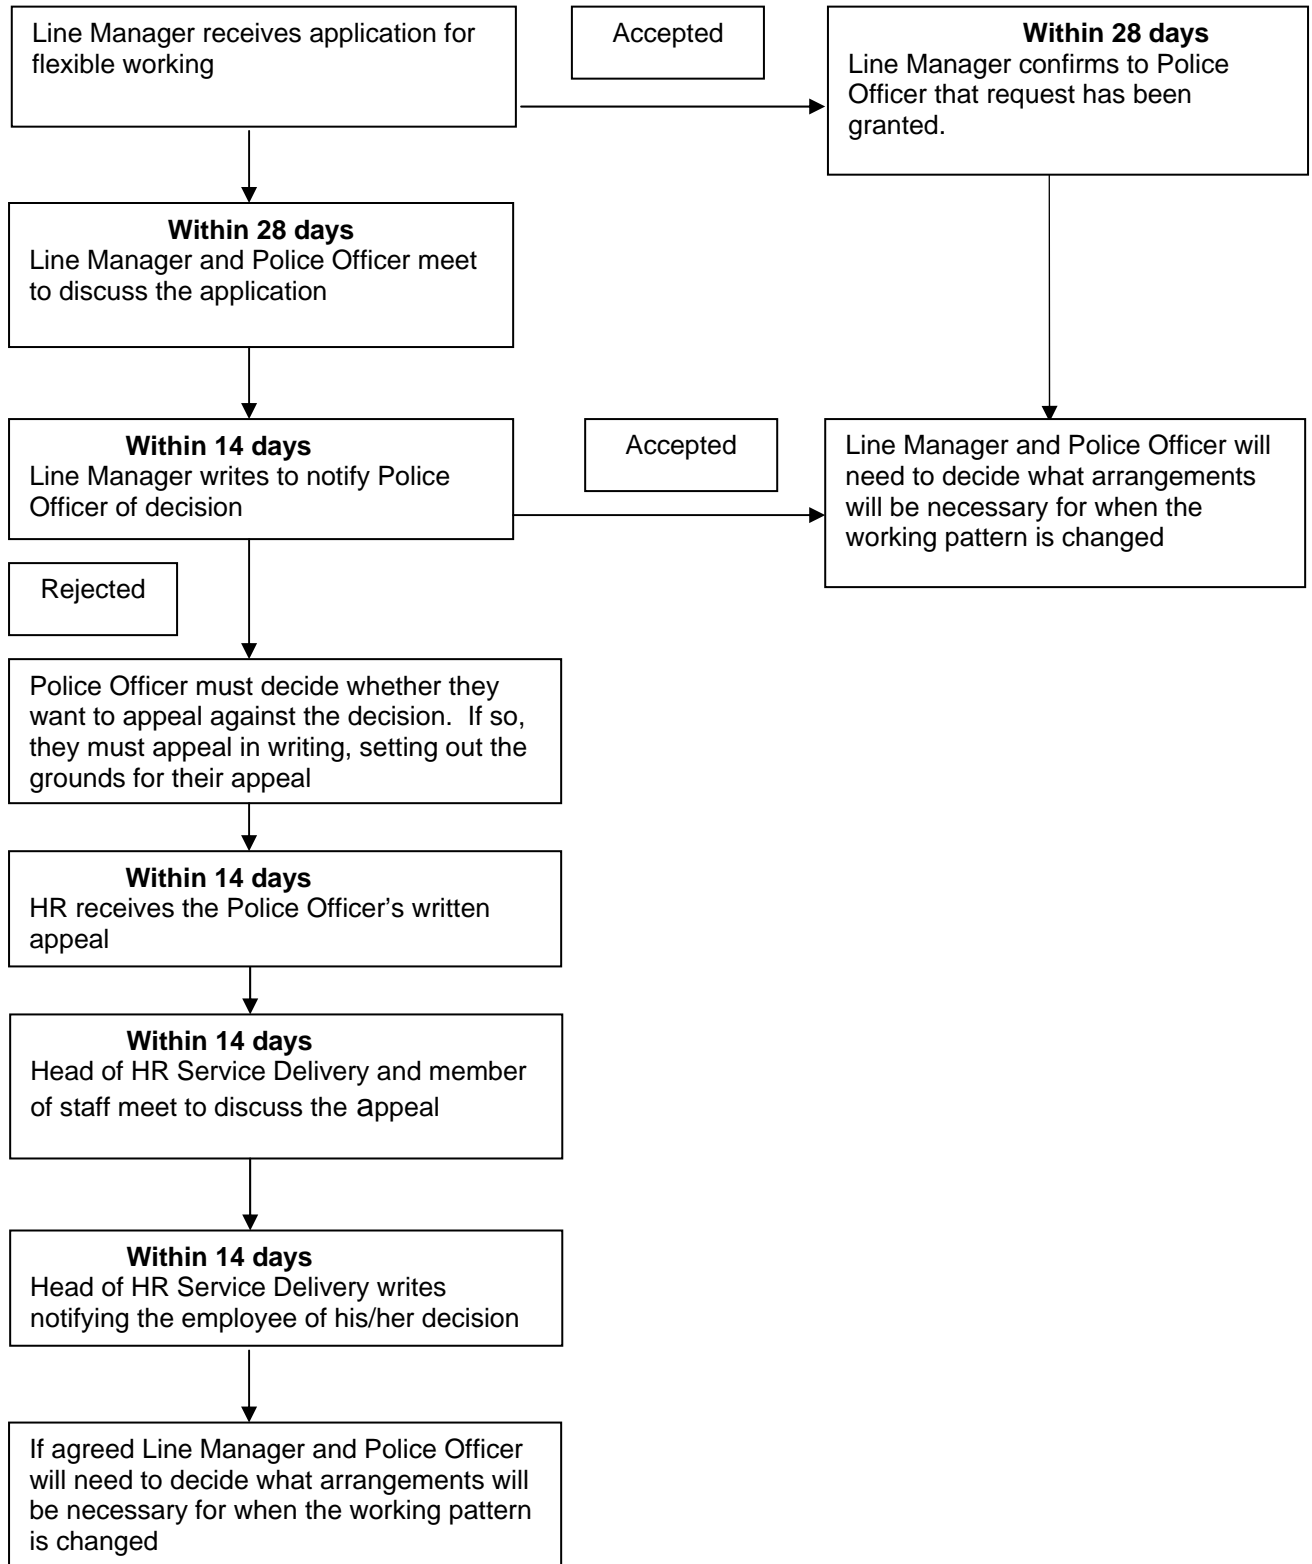 Line Manager receives application for
flexible working
Accepted
Within 28 days
Line Manager confirms to Police
Officer that request has been
granted.
Within 28 days
Line Manager and Police Officer meet
to discuss the application
Within 14 days
Line Manager writes to notify Police
Officer of decision
Accepted
Line Manager and Police Officer will
need to decide what arrangements
will be necessary for when the
working pattern is changed
Rejected
Police Officer must decide whether they
want to appeal against the decision.  If so,
they must appeal in writing, setting out the
grounds for their appeal
Within 14 days
HR receives the Police Officer’s written
appeal
Within 14 days
Head of HR Service Delivery and member
of staff meet to discuss the appeal
Within 14 days
Head of HR Service Delivery writes
notifying the employee of his/her decision
If agreed Line Manager and Police Officer
will need to decide what arrangements will
be necessary for when the working pattern
is changed